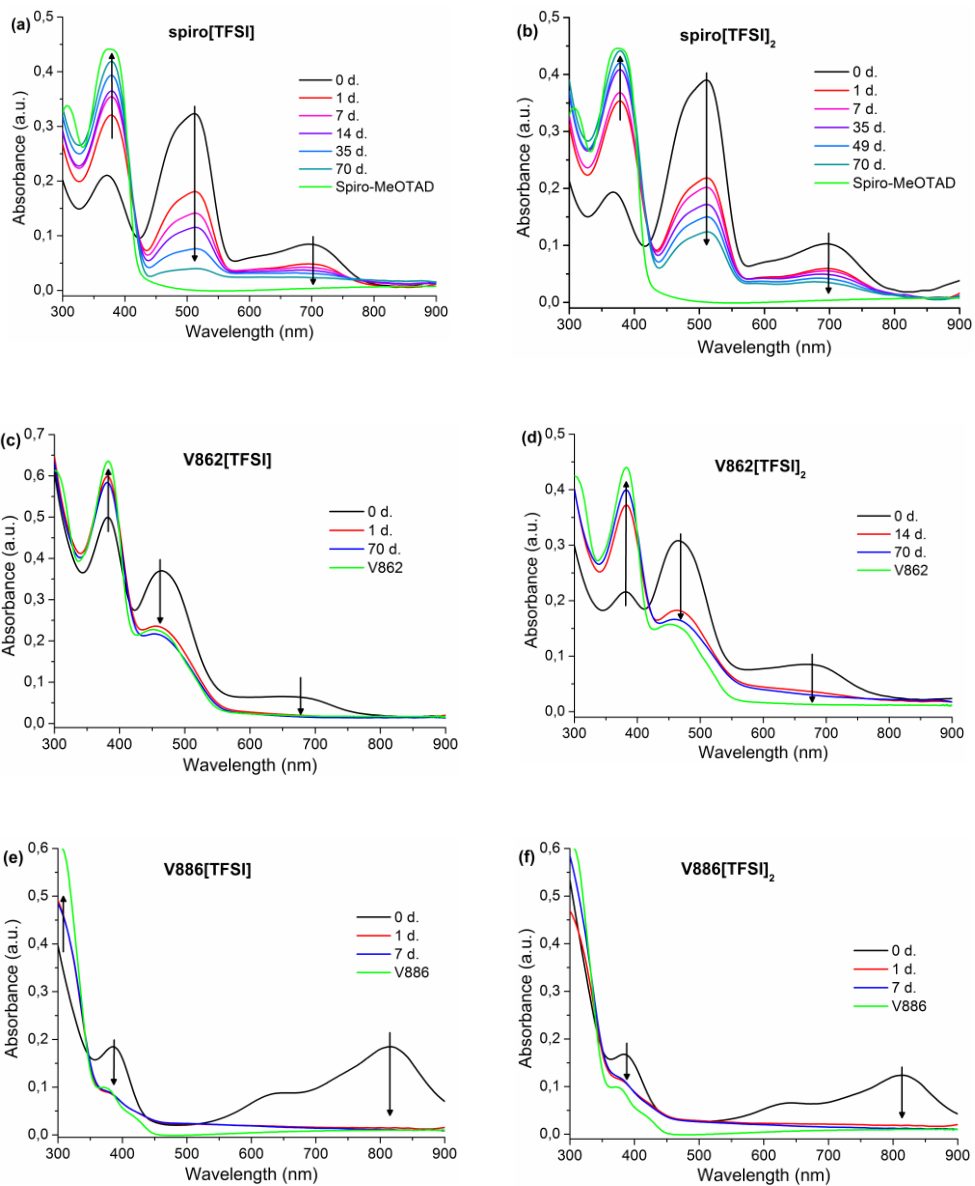 (a)
spiro[TFSI]
0,5
0,4
0,3
0,2
0,1
0,0
Absorbance (a.u.)
0 d.
1 d.
7 d.
14 d.
35 d.
70 d.
Spiro-MeOTAD
300 400 500 600 700 800 900
Wavelength (nm)
(b)
spiro[TFSI]2
0,5
0,4
0,3
0,2
0,1
0,0
Absorbance (a.u.)
0 d.
1 d.
7 d.
35 d.
49 d.
70 d.
Spiro-MeOTAD
300 400 500 600 700 800 900
Wavelength (nm)
(c)
V862[TFSI]
0,7
0,6
0,5
0,4
0,3
0,2
0,1
0,0
Absorbance (a.u.)
0 d.
1 d.
70 d.
V862
300 400 500 600 700 800 900
Wavelength (nm)
(d)
V862[TFSI]2
0,5
0,4
0,3
0,2
0,1
0,0
Absorbance (a.u.)
0 d.
14 d.
70 d.
V862
300 400 500 600 700 800 900
Wavelength (nm)
(e)
V886[TFSI]
0,6
0,5
0,4
0,3
0,2
0,1
0,0
Absorbance (a.u.)
0 d.
1 d.
7 d.
V886
300 400 500 600 700 800 900
Wavelength (nm)
(f)
V886[TFSI]2
0,6
0,5
0,4
0,3
0,2
0,1
0,0
Absorbance (a.u.)
0 d.
1 d.
7 d.
V886
300 400 500 600 700 800 900
Wavelength (nm)